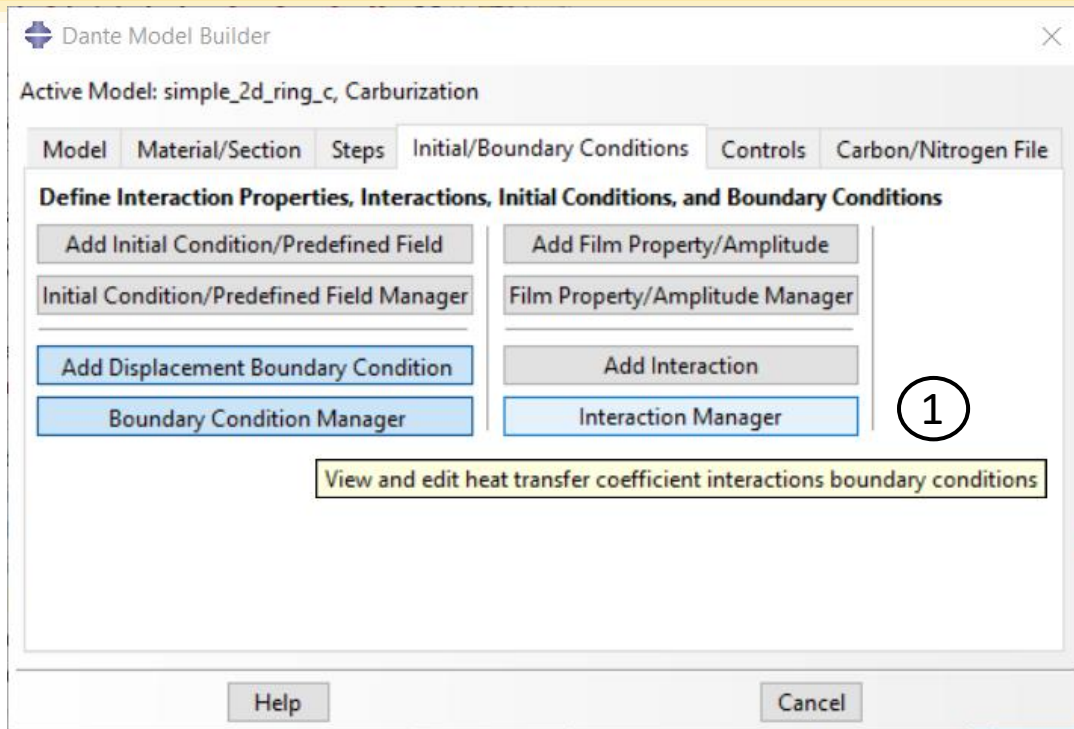 Dante Model Builder
Active Model: simple_2d_ring_c, Carburization
Model Material/Section Steps Initial/Boundary Conditions Controls Carbon/Nitrogen File
Define Interaction Properties, Interactions, Initial Conditions, and Boundary Conditions
Add Initial Condition/Predefined Field Add Film Property/Amplitude
Initial Condition/Predefined Field Manager Film Property/Amplitude Manager
Add Displacement Boundary Condition Add Interaction
Boundary Condition Manager Interaction Manager 1
View and edit heat transfer coefficient interactions boundary conditions
Help Cancel